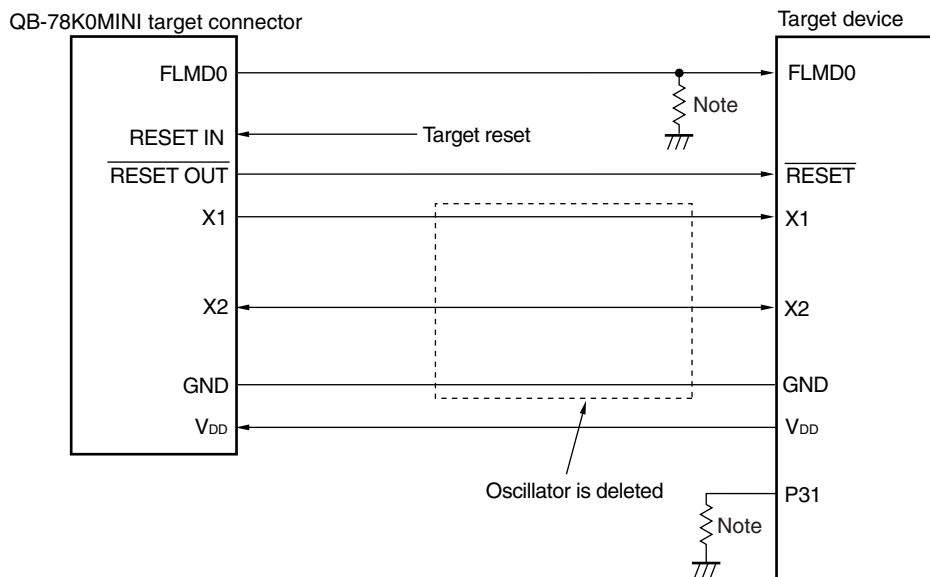 QB-78K0MINI target connector
Target device
FLMD0
FLMD0
Note
RESET IN
Target reset
RESET OUT
RESET
X1
X1
X2
X2
GND
GND
VDD
VDD
Oscillator is deleted
P31
Note